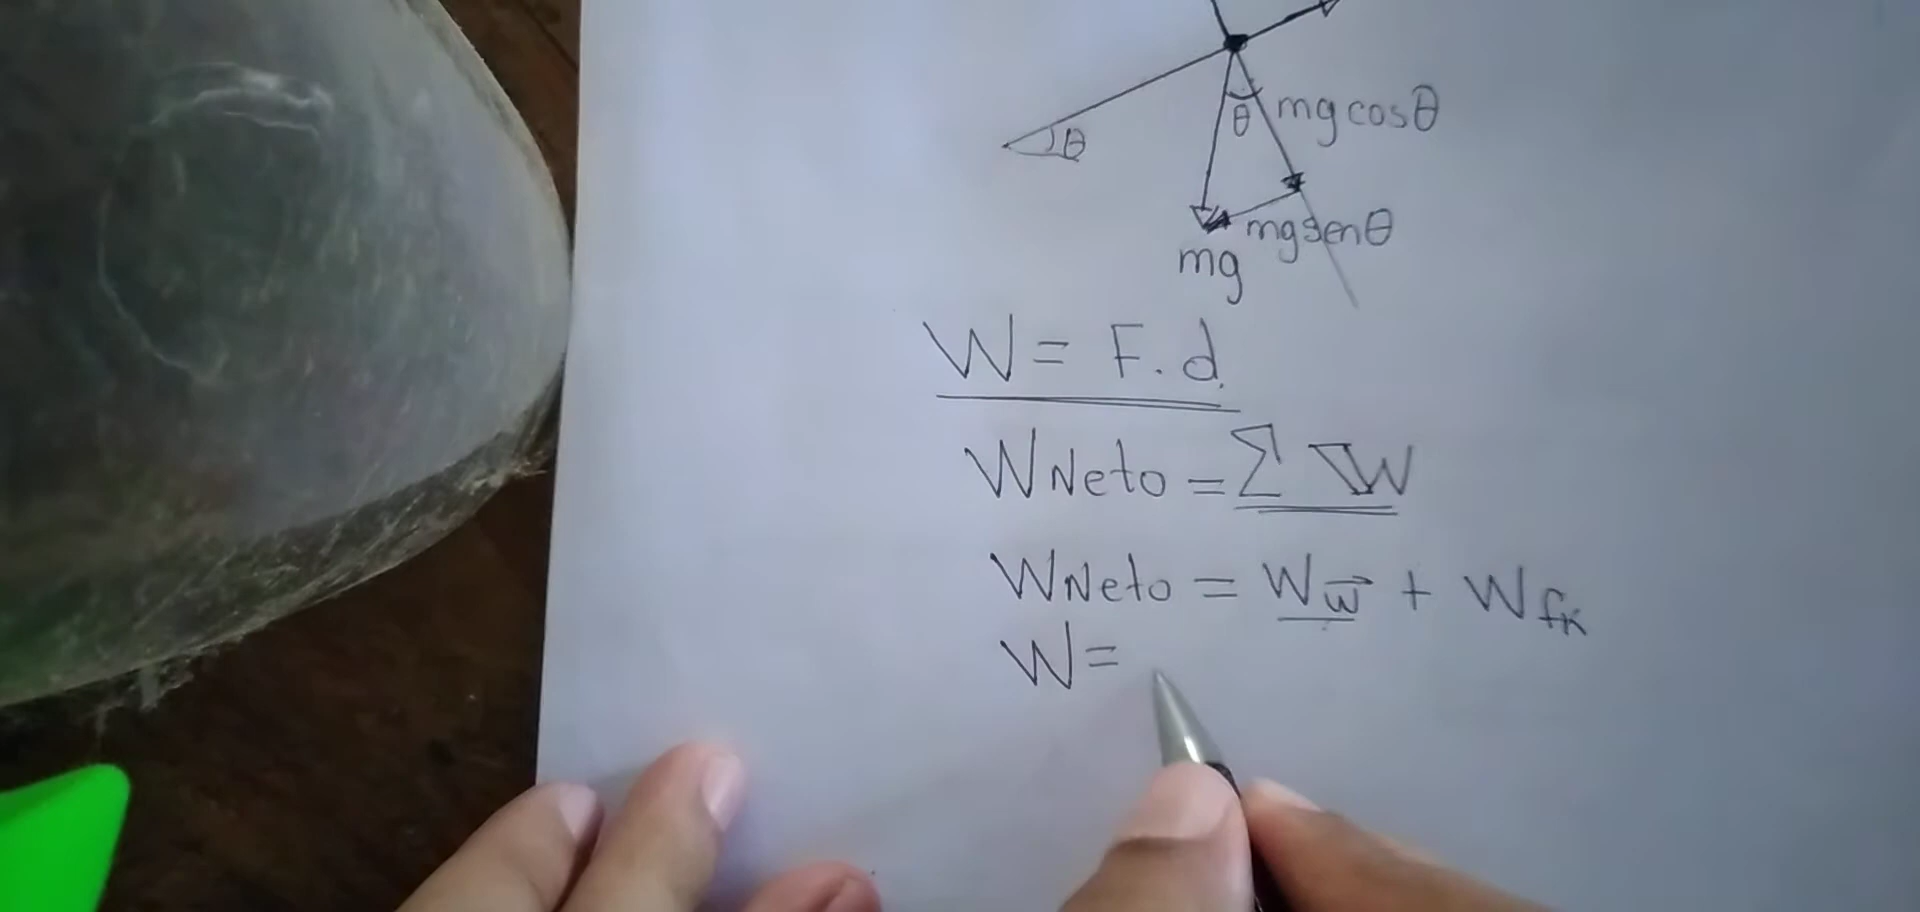 mg cosθ
θ
θ
mg senθ
mg
W = F.d
WNeto = Σ W
WNeto = Ww⃗ + Wfk
W =